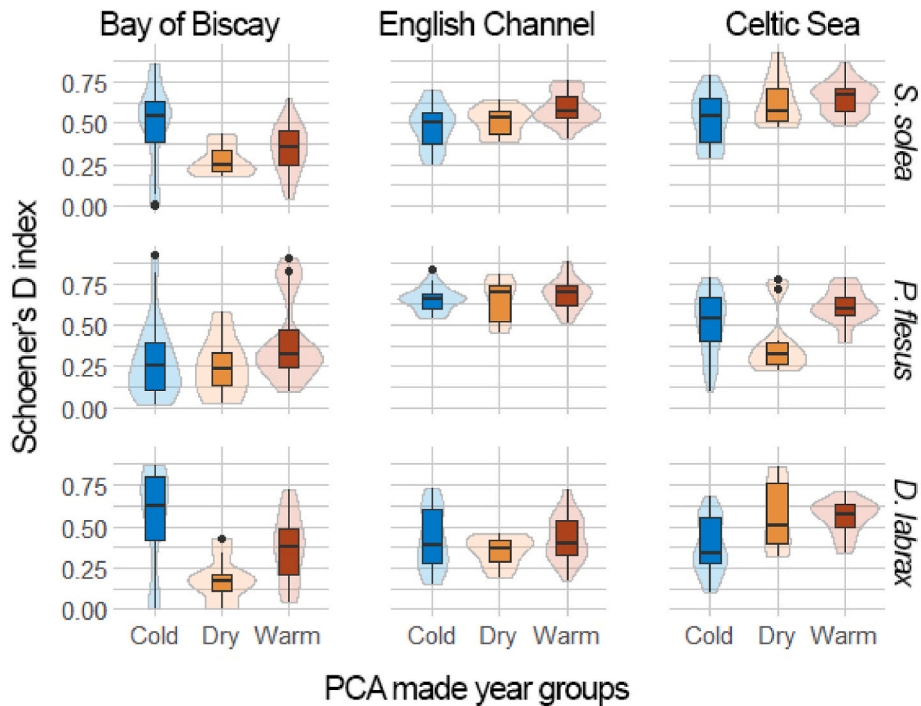 Bay of Biscay English Channel Celtic Sea
Schoener's D index
0.75
0.50
0.25
0.00
S. solea
0.75
0.50
0.25
0.00
P. flesus
0.75
0.50
0.25
0.00
D. labrax
Cold Dry Warm Cold Dry Warm Cold Dry Warm
PCA made year groups